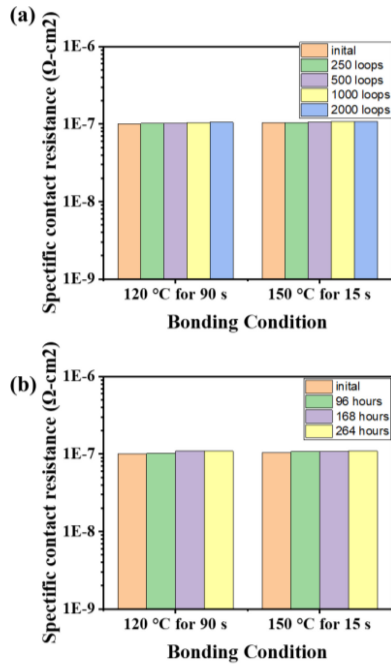 (a)
Spectific contact resistance (Ω-cm2)
1E-6
1E-7
1E-8
1E-9
inital
250 loops
500 loops
1000 loops
2000 loops
120 °C for 90 s
150 °C for 15 s
Bonding Condition
(b)
Spectific contact resistance (Ω-cm2)
1E-6
1E-7
1E-8
1E-9
inital
96 hours
168 hours
264 hours
120 °C for 90 s
150 °C for 15 s
Bonding Condition